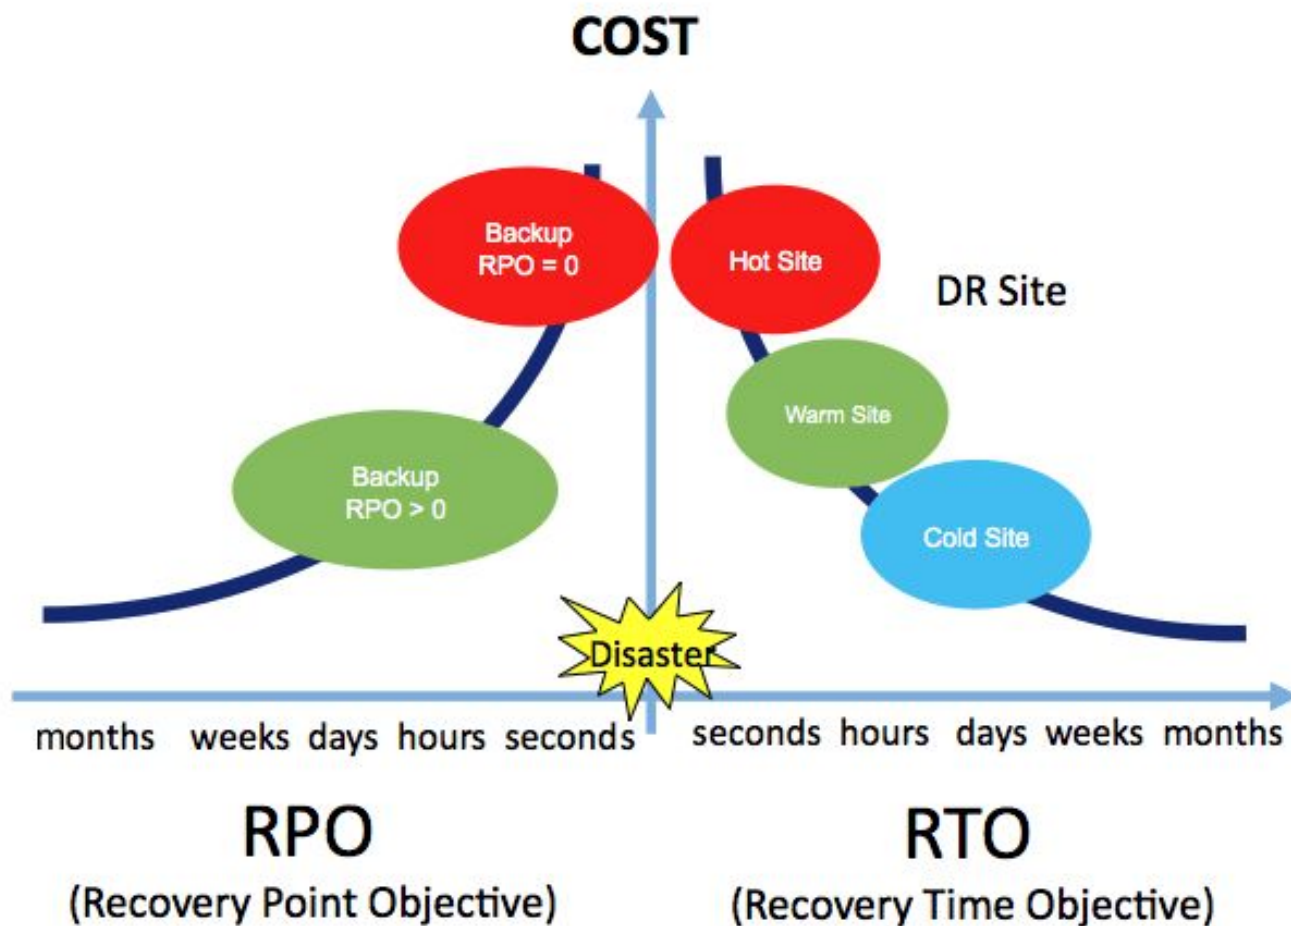 COST
Backup
RPO = 0
Hot Site
DR Site
Warm Site
Backup
RPO > 0
Cold Site
Disaster
months weeks days hours seconds
seconds hours days weeks months
RPO
(Recovery Point Objective)
RTO
(Recovery Time Objective)